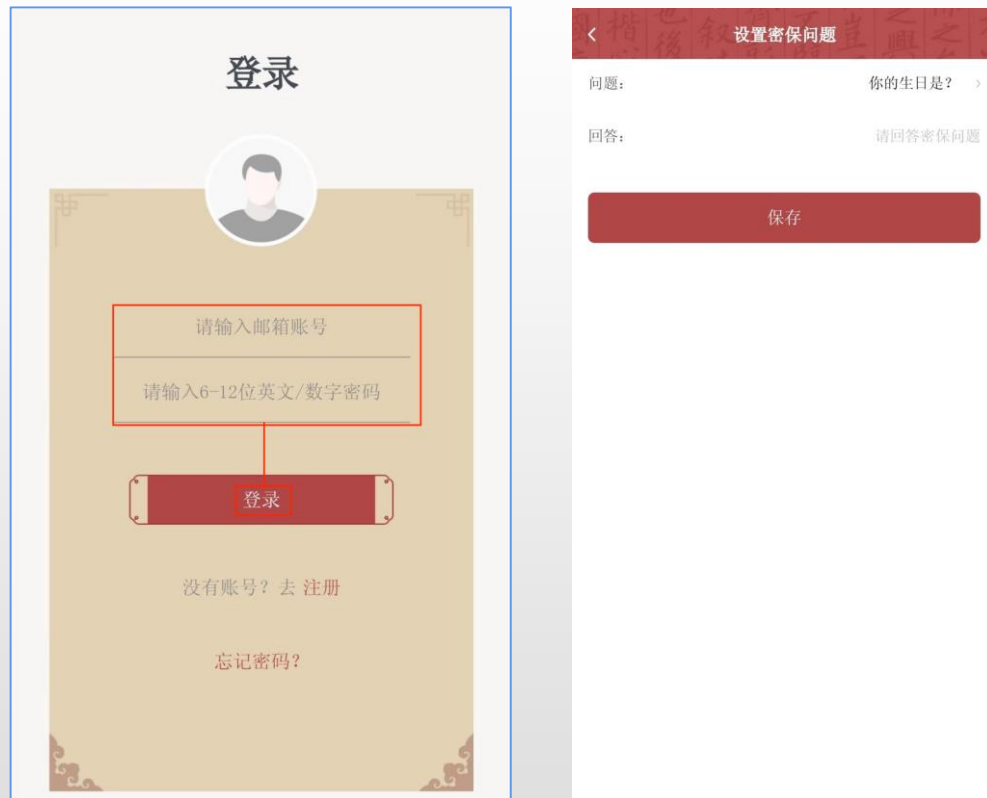 登录
请输入邮箱账号
请输入6-12位英文/数字密码
登录
没有账号？去 注册
忘记密码？
设置密保问题
问题：
你的生日是？
回答：
请回答密保问题
保存